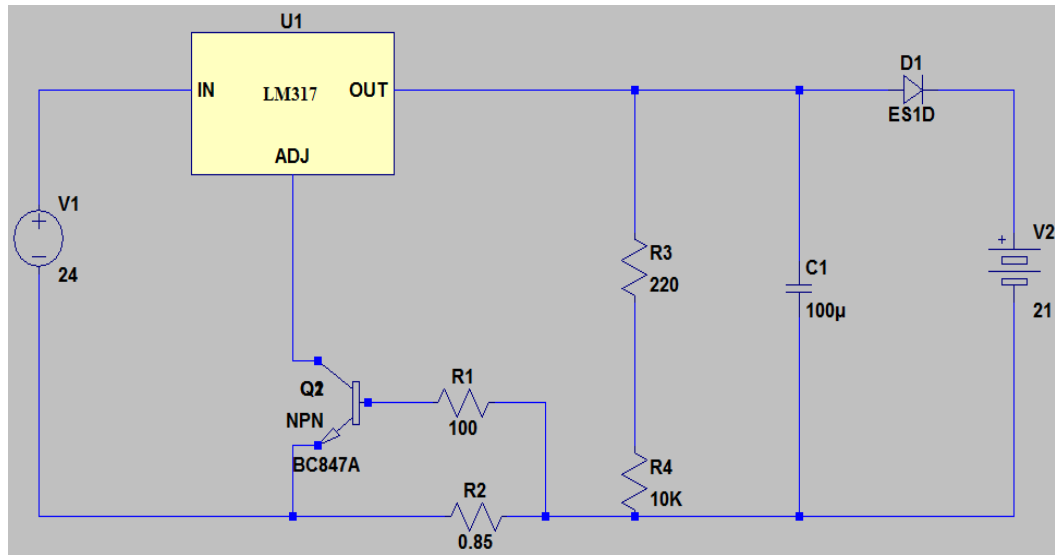 U1
IN
LM317
OUT
ADJ
D1
ES1D
V1
24
R3
220
C1
100µ
V2
21
NPN
BC847A
R1
100
R2
0.85
R4
10K